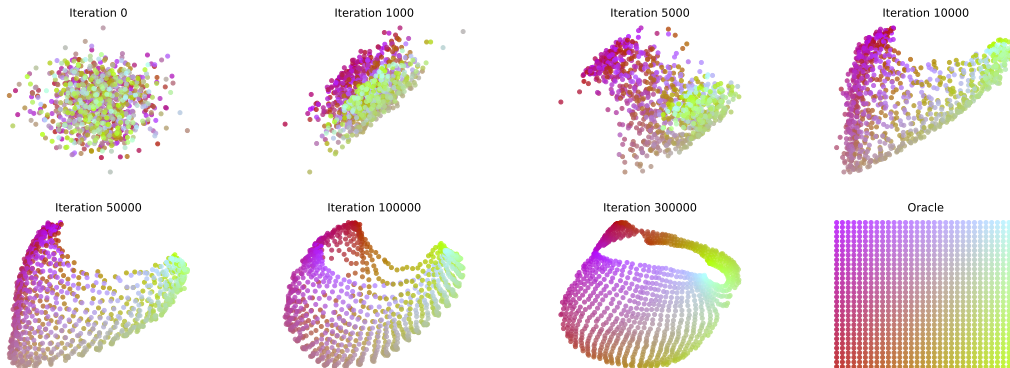 Iteration 0
Iteration 1000
Iteration 5000
Iteration 10000
Iteration 50000
Iteration 100000
Iteration 300000
Oracle